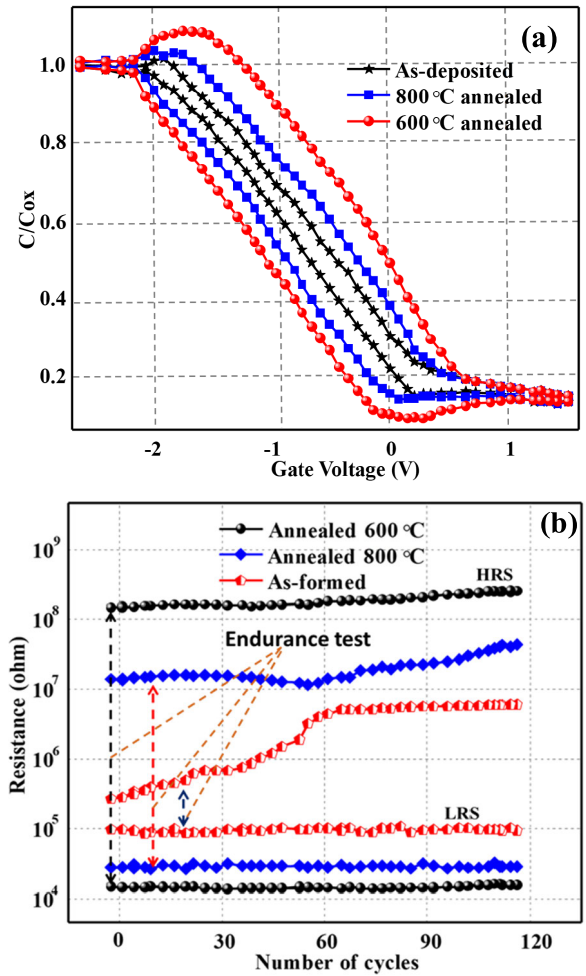 (a)
As-deposited
800 °C annealed
600 °C annealed
1.0
0.8
0.6
0.4
0.2
C/Cox
-2
-1
0
1
Gate Voltage (V)
(b)
Annealed 600 °C
Annealed 800 °C
As-formed
HRS
Endurance test
LRS
10⁹
10⁸
10⁷
10⁶
10⁵
10⁴
Resistance (ohm)
0
30
60
90
120
Number of cycles